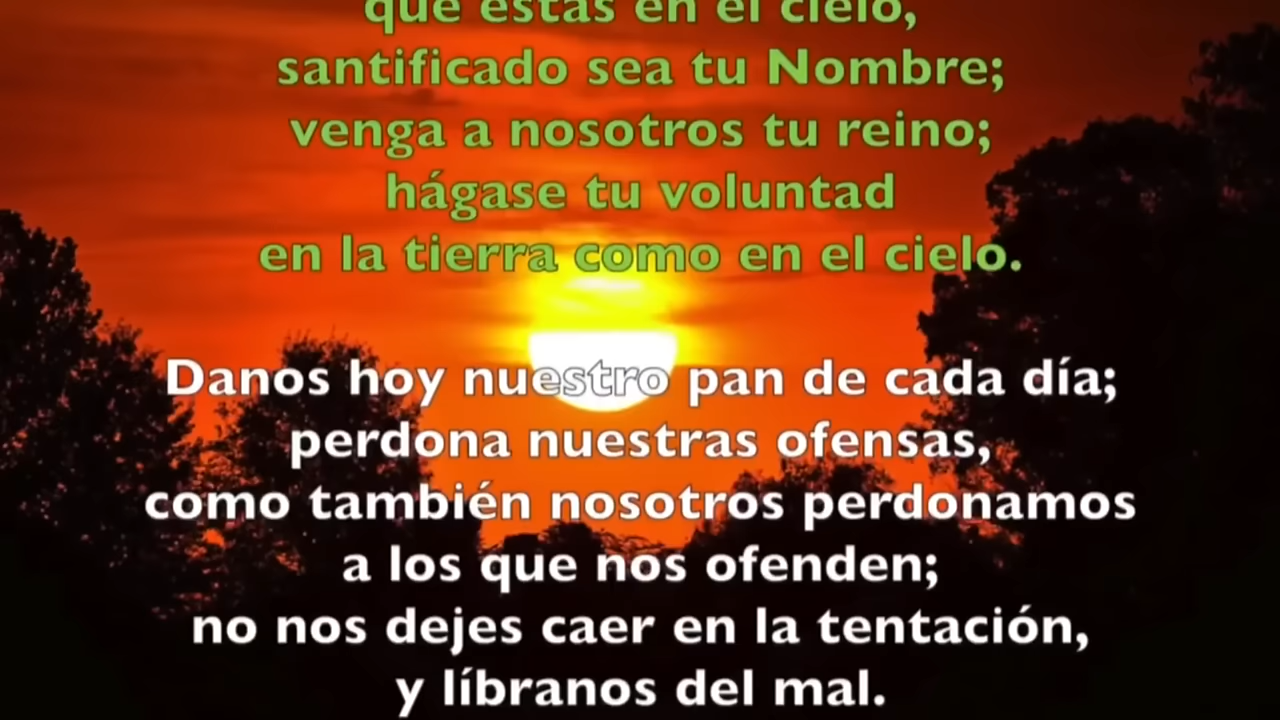 que estás en el cielo,
santificado sea tu Nombre;
venga a nosotros tu reino;
hágase tu voluntad
en la tierra como en el cielo.
Danos hoy nuestro pan de cada día;
perdona nuestras ofensas,
como también nosotros perdonamos
a los que nos ofenden;
no nos dejes caer en la tentación,
y líbranos del mal.